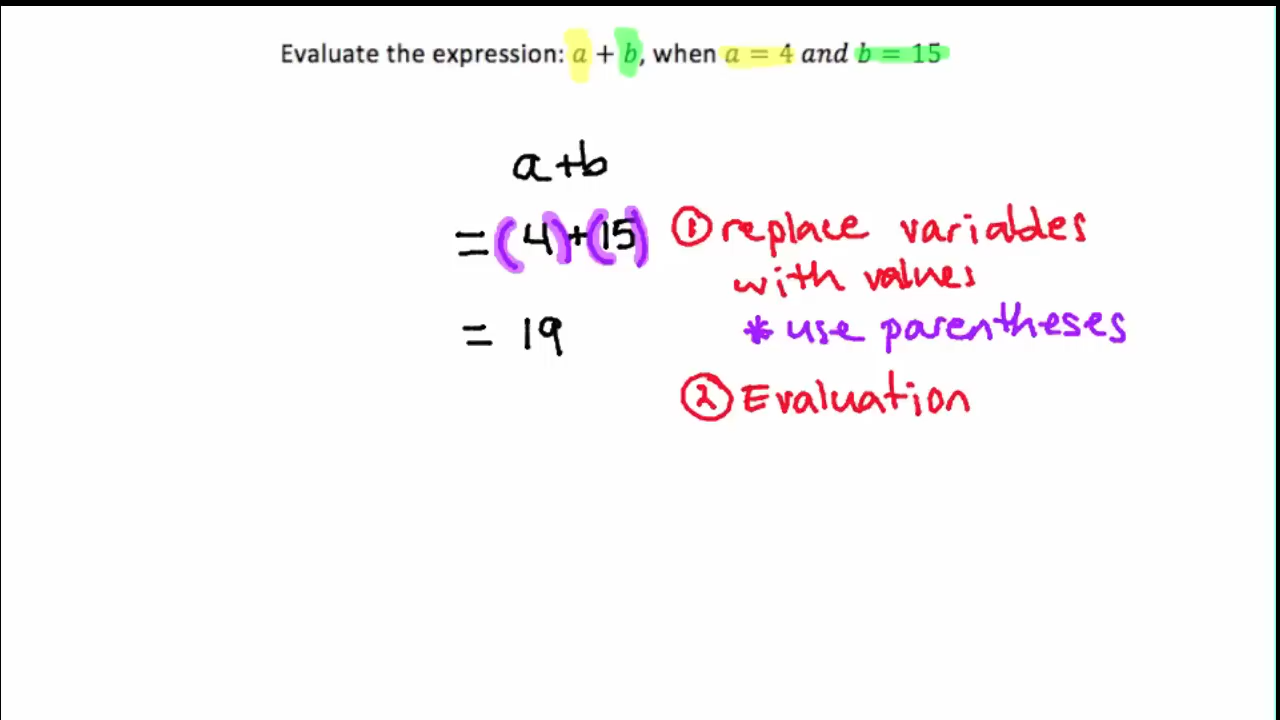 Evaluate the expression: a + b, when a = 4 and b = 15
a+b
= (4)+(15) ① replace variables
with values
= 19 * use parentheses
② Evaluation